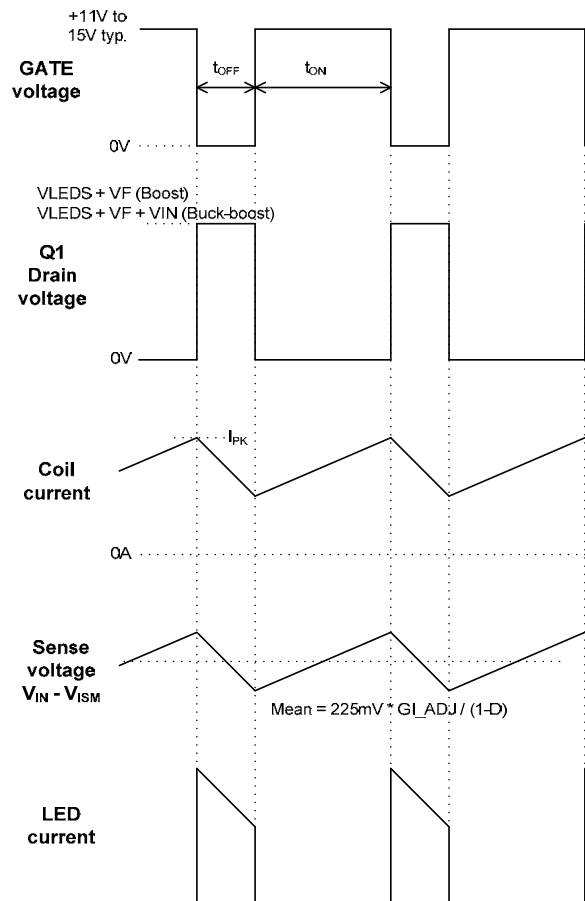 +11V to
15V typ.
GATE
voltage
tOFF
tON
0V
VLEDS + VF (Boost)
VLEDS + VF + VIN (Buck-boost)
Q1
Drain
voltage
0V
IPK
Coil
current
0A
Sense
voltage
VIN - VISM
Mean = 225mV * GI_ADJ / (1-D)
LED
current